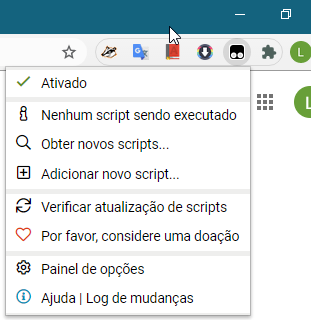 L
Ativado
L
Nenhum script sendo executado
Obter novos scripts...
Adicionar novo script...
Verificar atualização de scripts
Por favor, considere uma doação
Painel de opções
Ajuda | Log de mudanças